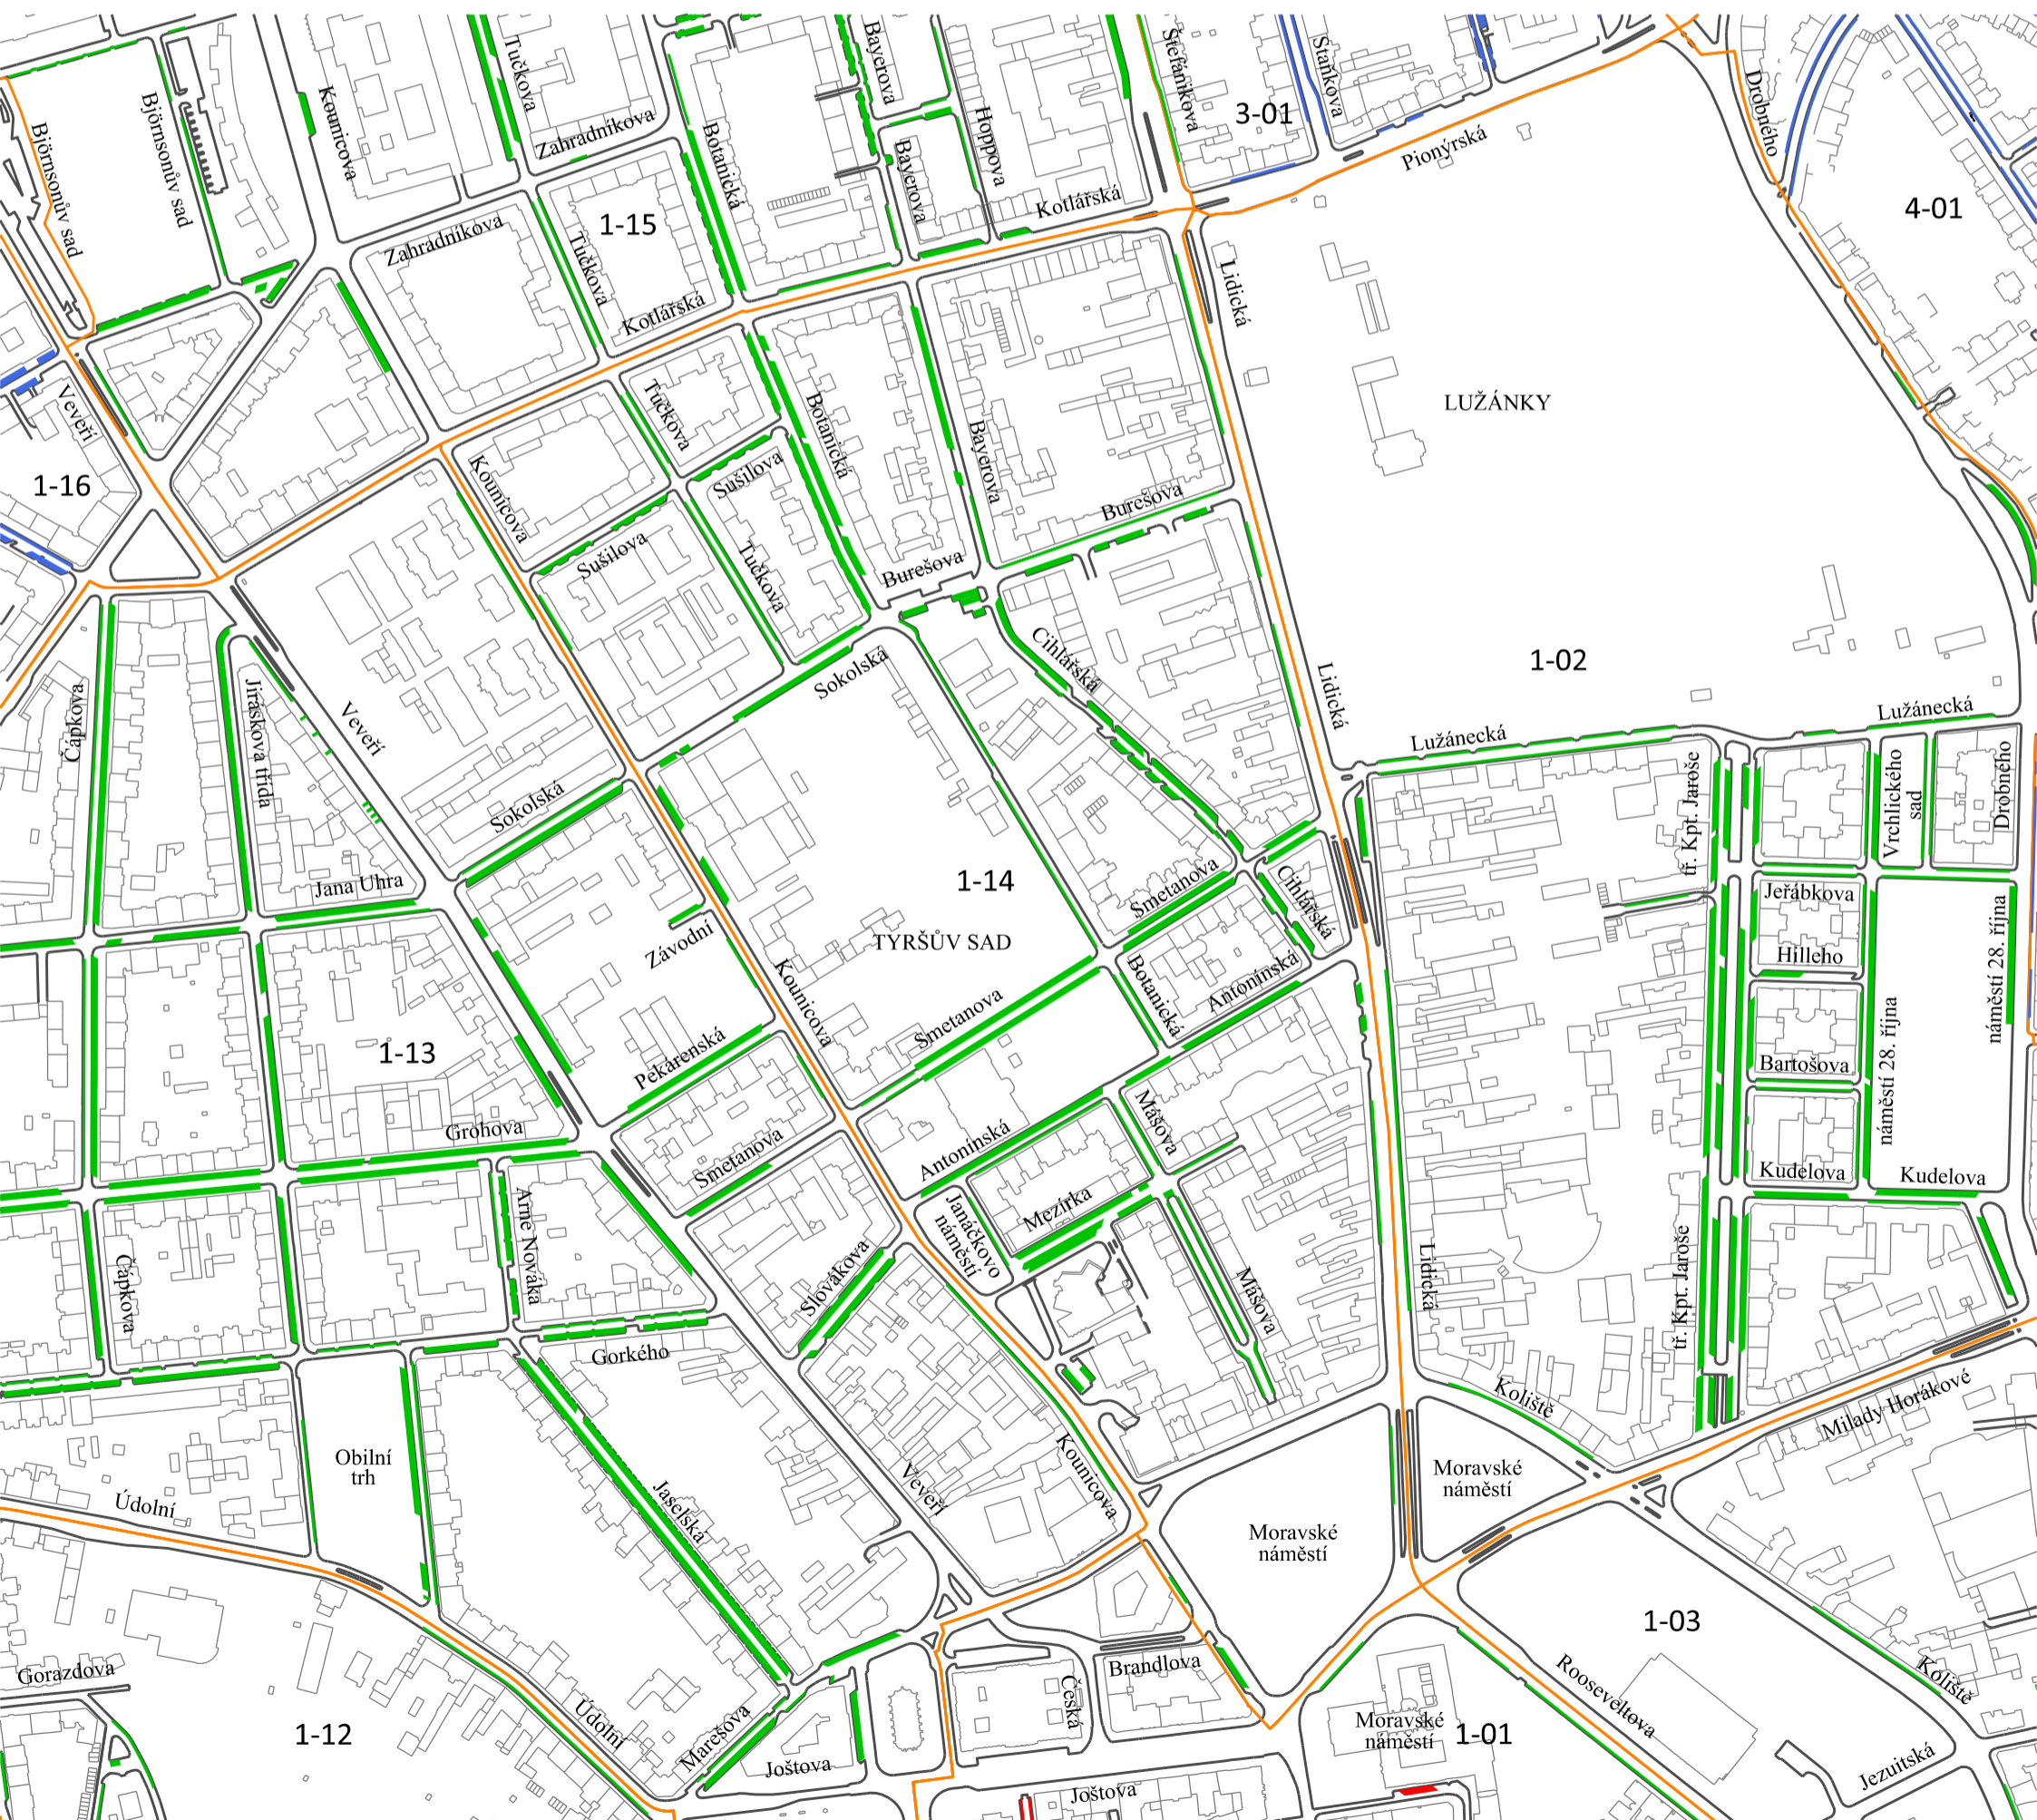 Björnsonův sad
Björnsonův sad
Kounicova
Tučkova
Zahradníkova
Botanická
Bayerova
Bayerova
Hoppova
Štefánikova
3-01
Staňkova
Pionýrská
Drobného
4-01
Kotlářská
1-15
Zahradníkova
Tučkova
Kotlářská
Lidická
LUŽÁNKY
Veveří
1-16
Kounicova
Tučkova
Sušilova
Botanická
Bayerova
Burešova
Sušilova
Tučkova
Burešova
Cihlářská
Sokolská
Lidická
1-02
Čápkova
Jiráskova třída
Veveří
Lužánecká
Lužánecká
tř. Kpt. Jaroše
Vrchlického
sad
Drobného
Sokolská
Jana Uhra
1-14
Smetanova
Cihlářská
Jeřábkova
Závodní
TYRŠŮV SAD
Hilleho
náměstí 28. října
Kounicova
Botanická
Antonínská
Smetanova
1-13
Pekárenská
Bartošova
náměstí 28. října
Grohova
Mášova
Antonínská
Smetanova
Kudelova
Kudelova
Arne Nováka
Janáčkovo
náměstí
Mezírka
Čápkova
Slovákova
Mášova
Lidická
tř. Kpt. Jaroše
Gorkého
Koliště
Milady Horákové
Obilní
trh
Údolní
Jaselská
Veveří
Kounicova
Moravské
náměstí
Moravské
náměstí
1-03
Gorazdova
Brandlova
Česká
Rooseveltova
Koliště
1-12
Údolní
Marešova
Joštova
Moravské
náměstí
1-01
Joštova
Jezuitská